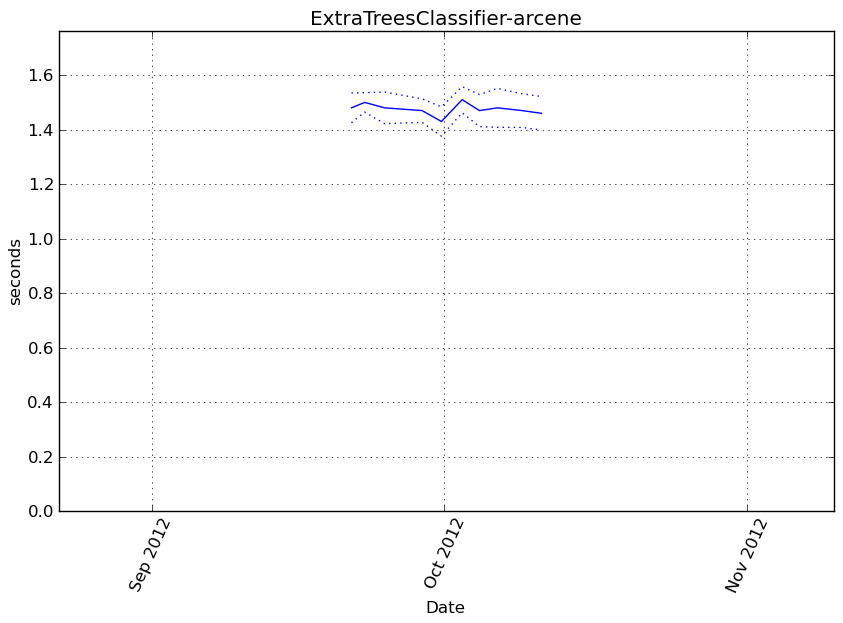 ExtraTreesClassifier-arcene
1.6
1.4
1.2
1.0
0.8
0.6
0.4
0.2
0.0
seconds
Sep 2012
Oct 2012
Nov 2012
Date